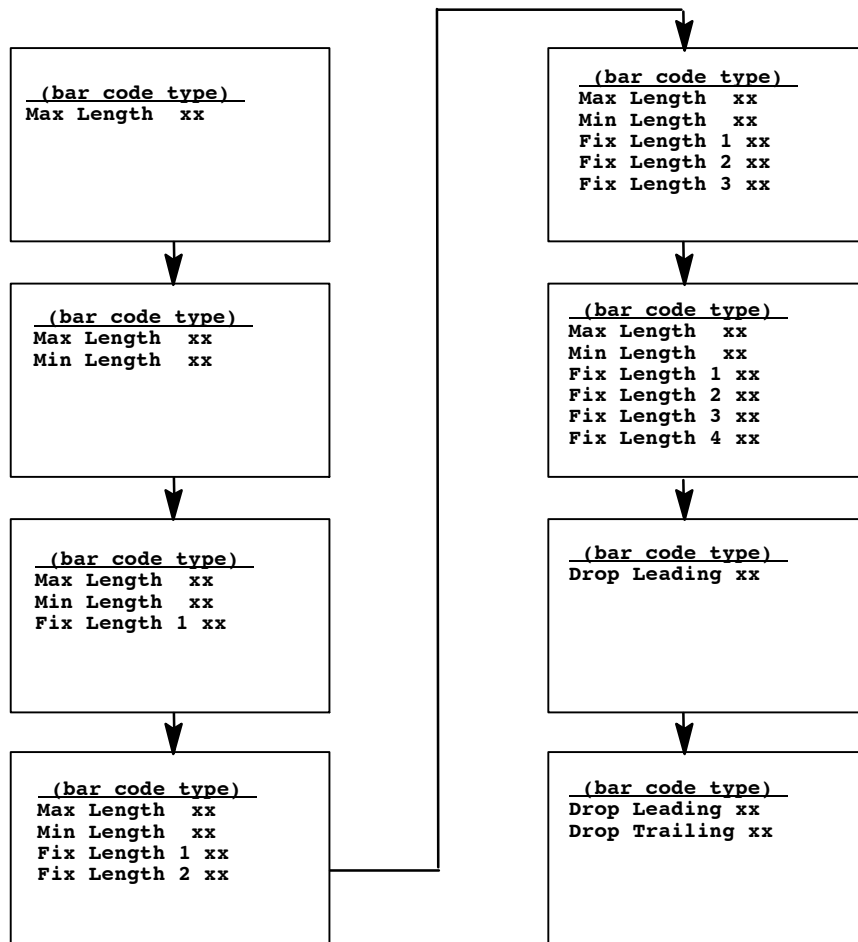 (bar code type)
Max Length  xx
(bar code type)
Max Length  xx
Min Length  xx
(bar code type)
Max Length  xx
Min Length  xx
Fix Length 1 xx
(bar code type)
Max Length  xx
Min Length  xx
Fix Length 1 xx
Fix Length 2 xx
(bar code type)
Max Length  xx
Min Length  xx
Fix Length 1 xx
Fix Length 2 xx
Fix Length 3 xx
(bar code type)
Max Length  xx
Min Length  xx
Fix Length 1 xx
Fix Length 2 xx
Fix Length 3 xx
Fix Length 4 xx
(bar code type)
Drop Leading xx
(bar code type)
Drop Leading xx
Drop Trailing xx